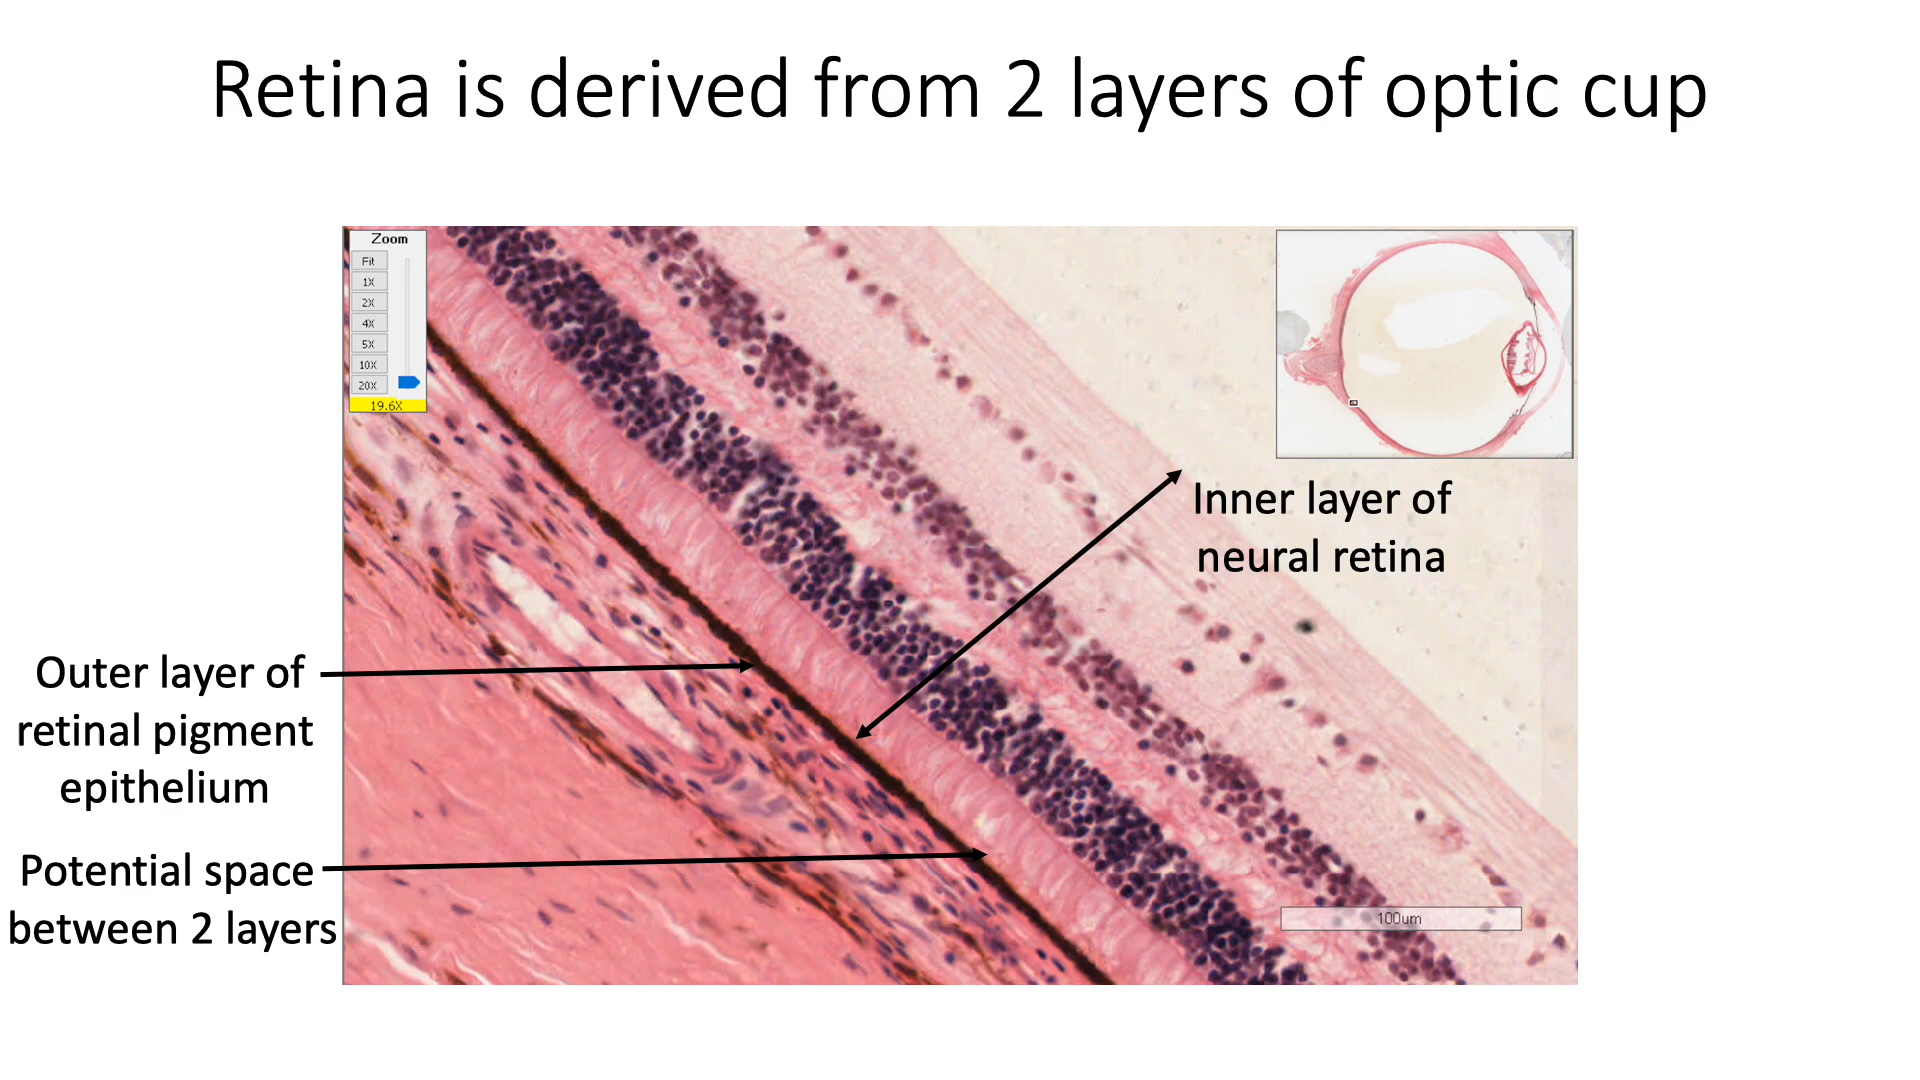 Retina is derived from 2 layers of optic cup
Zoom
Fit
1X
2X
4X
5X
10X
20X
19.6X
Inner layer of
neural retina
Outer layer of
retinal pigment
epithelium
Potential space
between 2 layers
100um